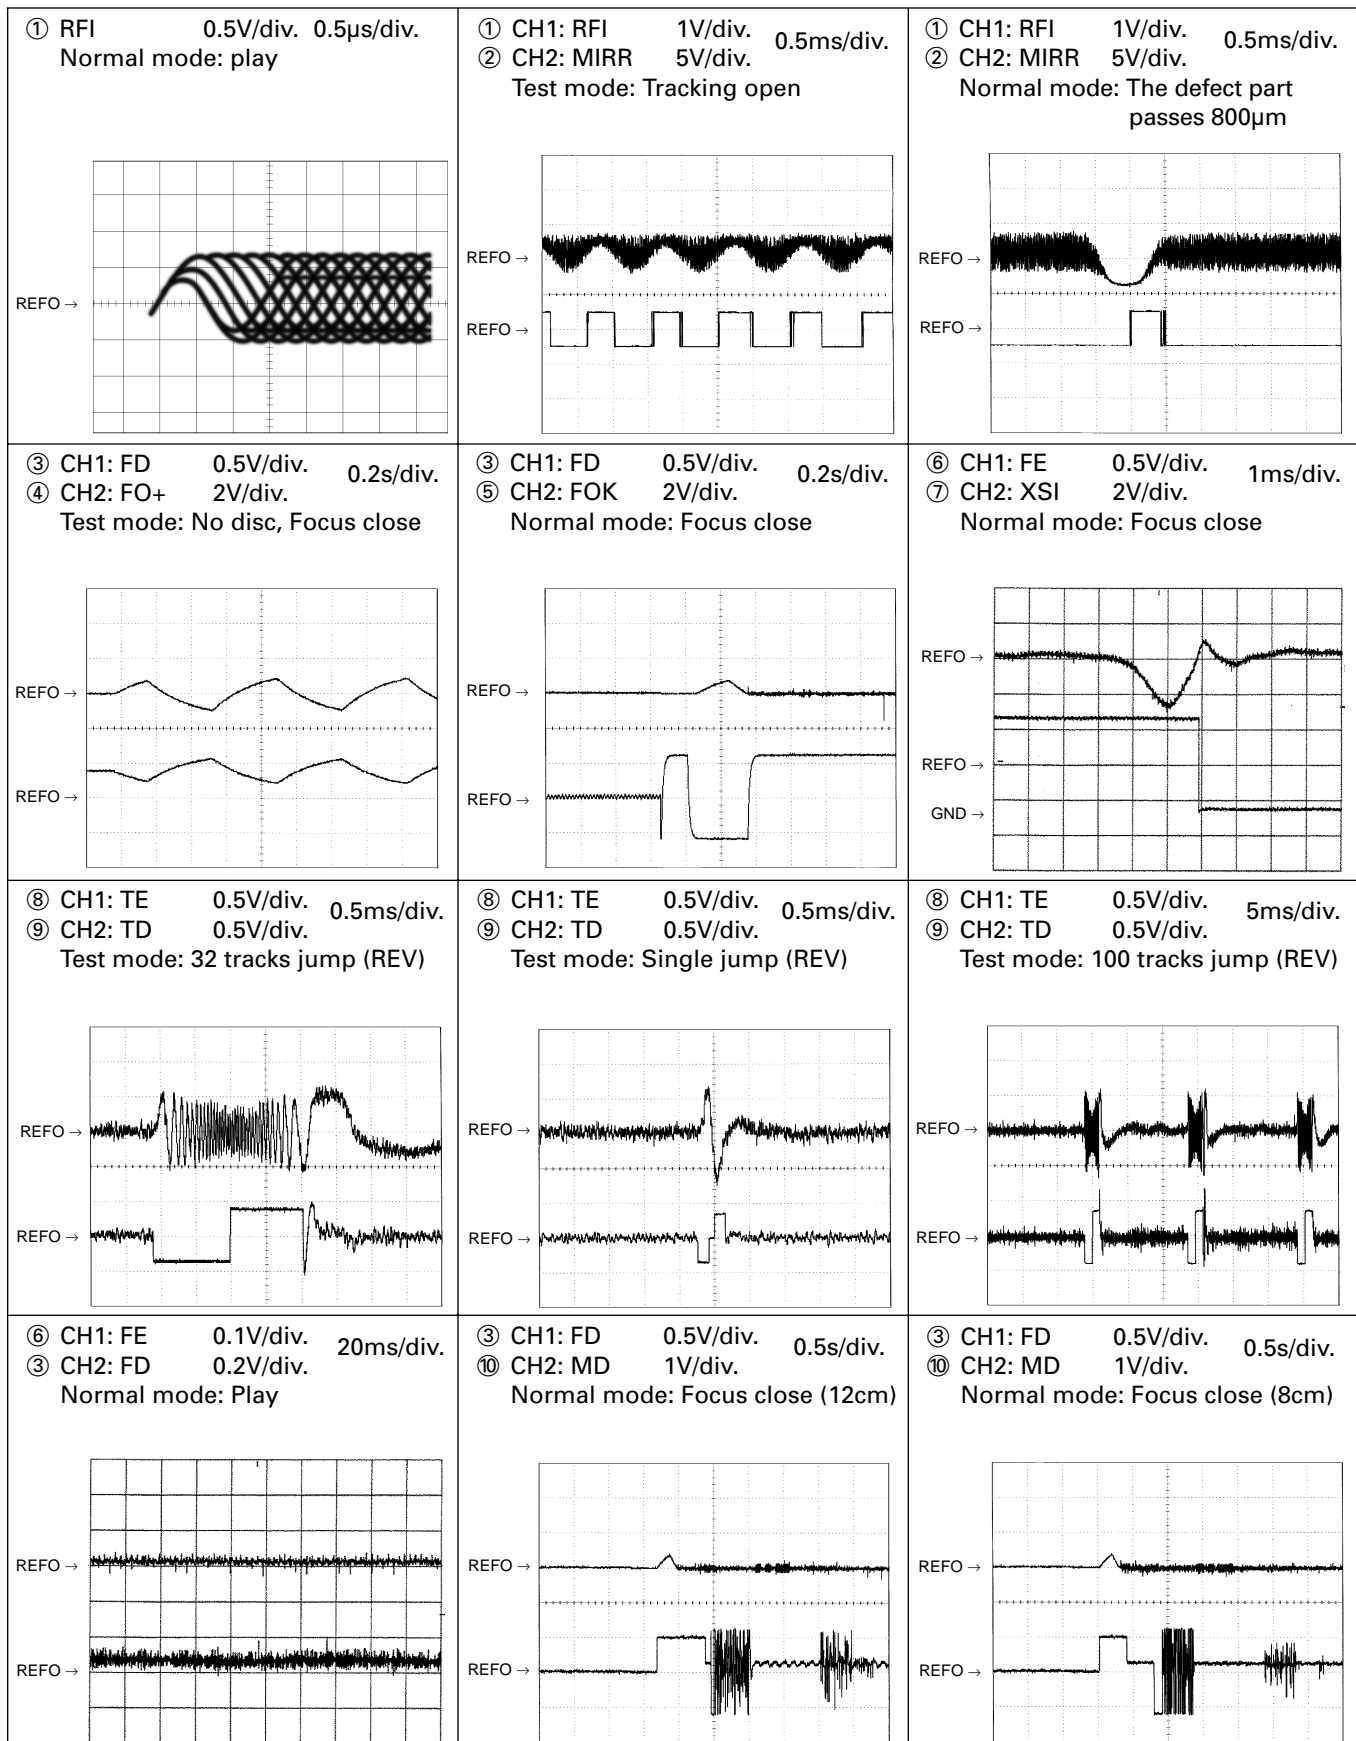 ① RFI 0.5V/div. 0.5µs/div.
Normal mode: play
REFO →
① CH1: RFI 1V/div. 0.5ms/div.
② CH2: MIRR 5V/div.
Test mode: Tracking open
REFO →
REFO →
① CH1: RFI 1V/div. 0.5ms/div.
② CH2: MIRR 5V/div.
Normal mode: The defect part
passes 800µm
REFO →
REFO →
③ CH1: FD 0.5V/div. 0.2s/div.
④ CH2: FO+ 2V/div.
Test mode: No disc, Focus close
REFO →
REFO →
③ CH1: FD 0.5V/div. 0.2s/div.
⑤ CH2: FOK 2V/div.
Normal mode: Focus close
REFO →
REFO →
⑥ CH1: FE 0.5V/div. 1ms/div.
⑦ CH2: XSI 2V/div.
Normal mode: Focus close
REFO →
REFO →
GND →
⑧ CH1: TE 0.5V/div. 0.5ms/div.
⑨ CH2: TD 0.5V/div.
Test mode: 32 tracks jump (REV)
REFO →
REFO →
⑧ CH1: TE 0.5V/div. 0.5ms/div.
⑨ CH2: TD 0.5V/div.
Test mode: Single jump (REV)
REFO →
REFO →
⑧ CH1: TE 0.5V/div. 5ms/div.
⑨ CH2: TD 0.5V/div.
Test mode: 100 tracks jump (REV)
REFO →
REFO →
⑥ CH1: FE 0.1V/div. 20ms/div.
③ CH2: FD 0.2V/div.
Normal mode: Play
REFO →
REFO →
③ CH1: FD 0.5V/div. 0.5s/div.
⑩ CH2: MD 1V/div.
Normal mode: Focus close (12cm)
REFO →
REFO →
③ CH1: FD 0.5V/div. 0.5s/div.
⑩ CH2: MD 1V/div.
Normal mode: Focus close (8cm)
REFO →
REFO →